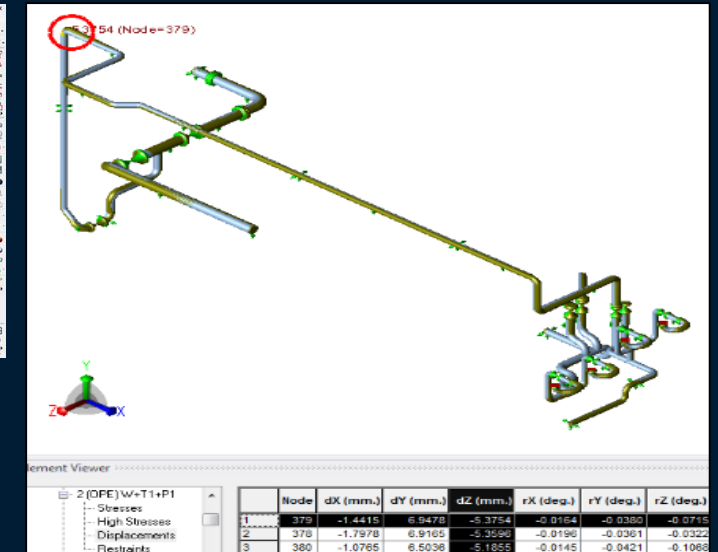 54 (Node=379)
Y
Z X
lement Viewer
2 (OPE) W+T1+P1
Stresses
High Stresses
Displacements
Restraints
Node dX (mm.) dY (mm.) dZ (mm.) rX (deg.) rY (deg.) rZ (deg.)
1 379 -1.4415 6.9478 -5.3754 -0.0164 -0.0380 -0.0715
2 378 -1.7978 6.9165 -5.3596 -0.0196 -0.0361 -0.0322
3 380 -1.0765 6.5036 -5.1855 -0.0145 -0.0421 -0.1068